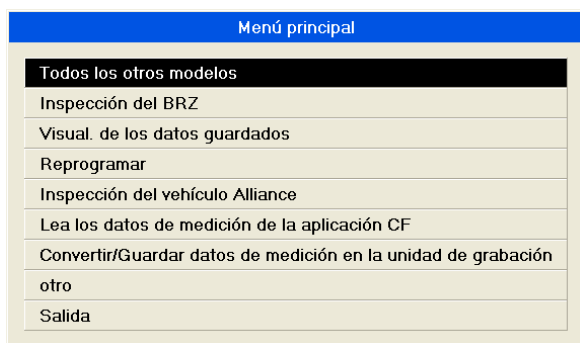 Menú principal
Todos los otros modelos
Inspección del BRZ
Visual. de los datos guardados
Reprogramar
Inspección del vehículo Alliance
Lea los datos de medición de la aplicación CF
Convertir/Guardar datos de medición en la unidad de grabación
otro
Salida